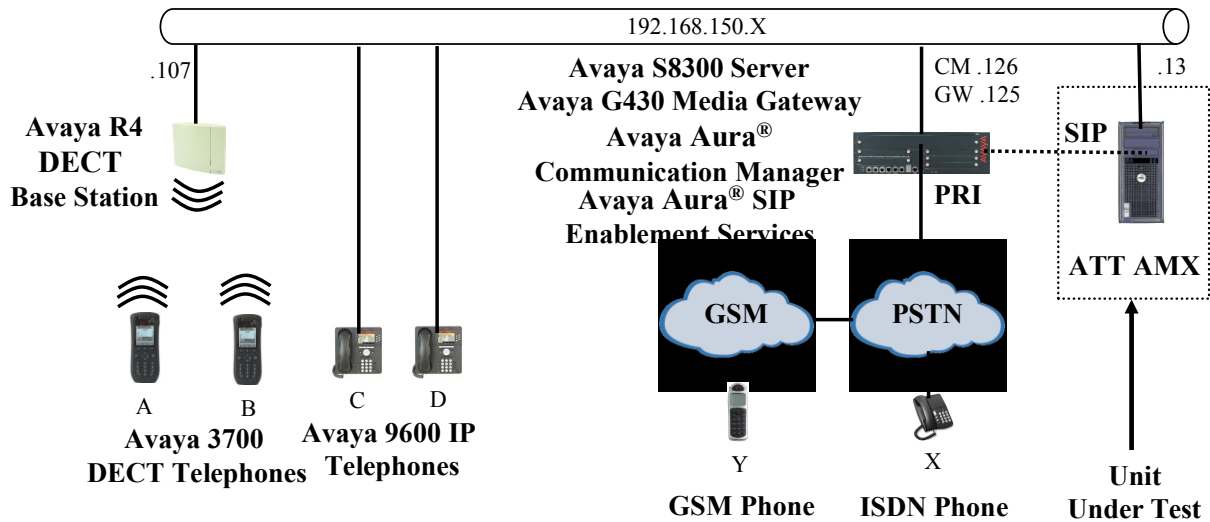 192.168.150.X
.107
Avaya S8300 Server
Avaya G430 Media Gateway
Avaya Aura®
Communication Manager
Avaya Aura® SIP
Enablement Services
CM .126
GW .125
.13
Avaya R4
DECT
Base Station
SIP
AVAYA
PRI
ATT AMX
GSM
PSTN
A
B
C
D
Avaya 3700
DECT Telephones
Avaya 9600 IP
Telephones
Y
X
GSM Phone
ISDN Phone
Unit
Under Test